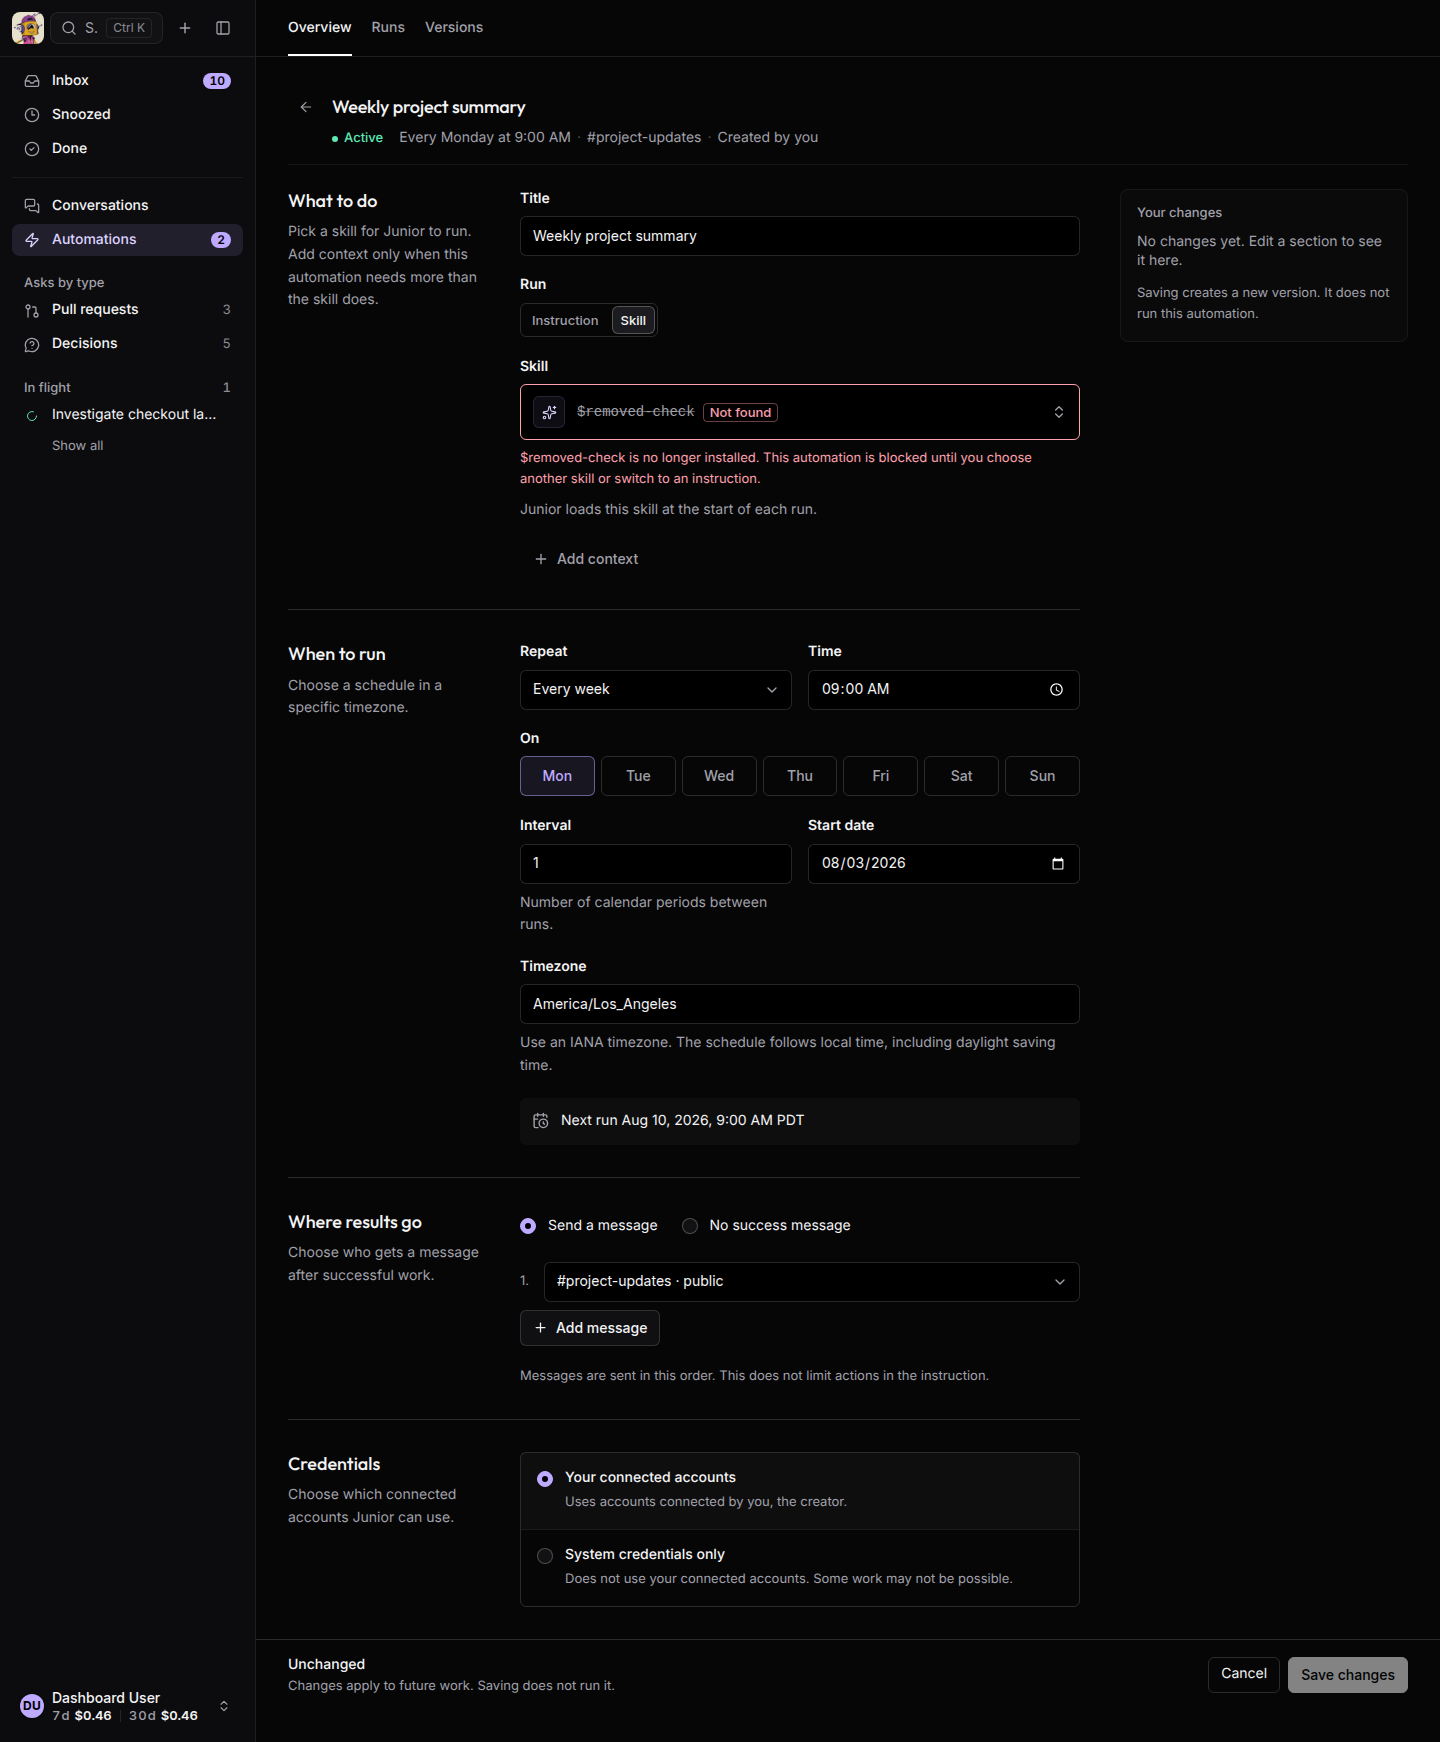 S.
Ctrl K
Inbox
10
Snoozed
Done
Conversations
Automations
2
Asks by type
Pull requests
3
Decisions
5
In flight
1
Investigate checkout la...
Show all
DU
Dashboard User
7d $0.46 | 30d $0.46
Overview
Runs
Versions
Weekly project summary
Active
Every Monday at 9:00 AM · #project-updates · Created by you
What to do
Pick a skill for Junior to run.
Add context only when this
automation needs more than
the skill does.
Title
Weekly project summary
Run
Instruction
Skill
Skill
$removed-check
Not found
$removed-check is no longer installed. This automation is blocked until you choose
another skill or switch to an instruction.
Junior loads this skill at the start of each run.
Add context
Your changes
No changes yet. Edit a section to see
it here.
Saving creates a new version. It does not
run this automation.
When to run
Choose a schedule in a
specific timezone.
Repeat
Every week
Time
09:00 AM
On
Mon
Tue
Wed
Thu
Fri
Sat
Sun
Interval
1
Number of calendar periods between
runs.
Start date
08/03/2026
Timezone
America/Los_Angeles
Use an IANA timezone. The schedule follows local time, including daylight saving
time.
Next run Aug 10, 2026, 9:00 AM PDT
Where results go
Choose who gets a message
after successful work.
Send a message
No success message
1.
#project-updates · public
Add message
Messages are sent in this order. This does not limit actions in the instruction.
Credentials
Choose which connected
accounts Junior can use.
Your connected accounts
Uses accounts connected by you, the creator.
System credentials only
Does not use your connected accounts. Some work may not be possible.
Unchanged
Changes apply to future work. Saving does not run it.
Cancel
Save changes